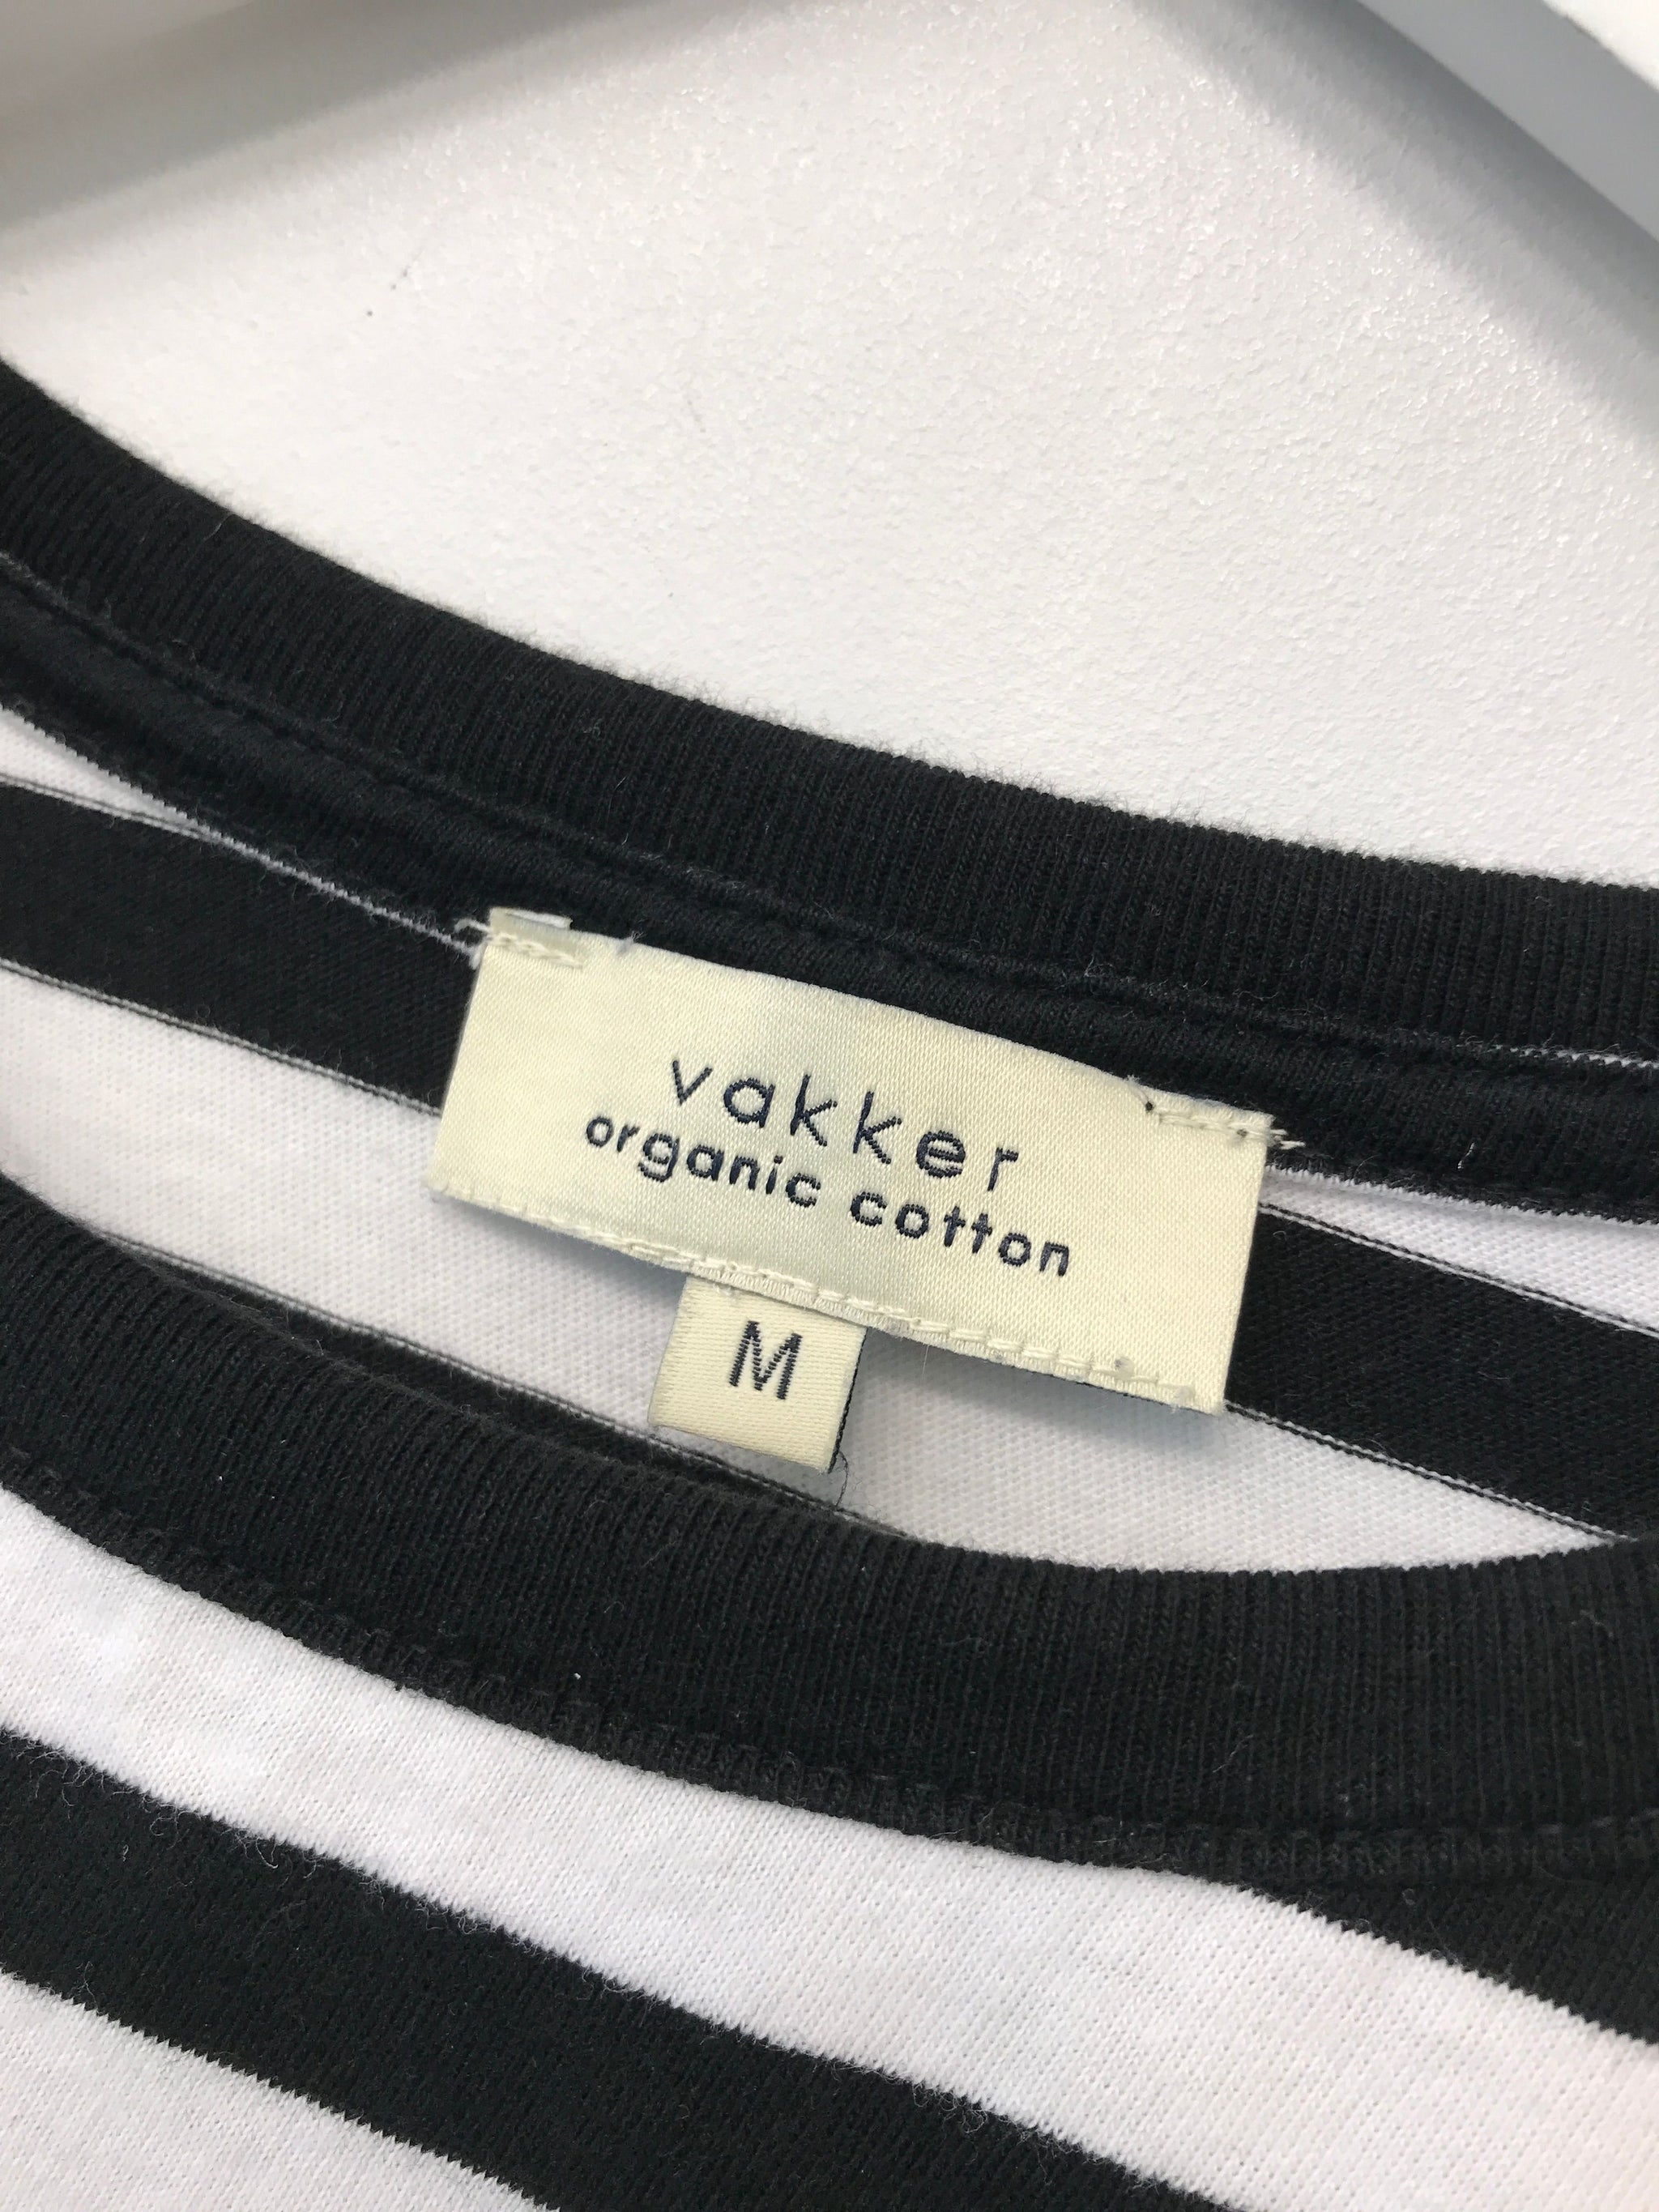 vakker
organic cotton
M